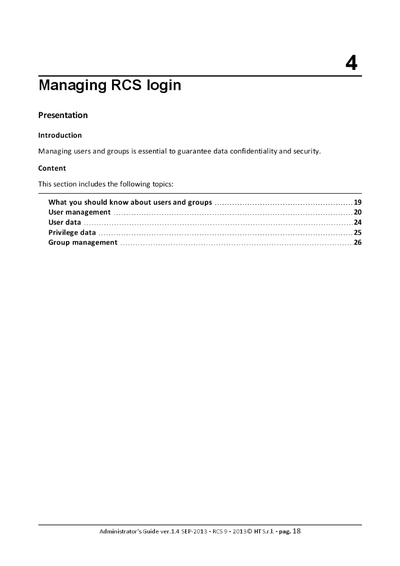 4
Managing RCS login
Presentation
Introduction
Managing users and groups is essential to guarantee data confidentiality and security.
Content
This section includes the following topics:
What you should know about users and groups ........................................................ 19
User management ........................................................ 20
User data ........................................................ 24
Privilege data ........................................................ 25
Group management ........................................................ 26
Administrator's Guide ver.1.4 SEP-2013 - RCS 9 - 2013© HT S.r.l. - pag. 18